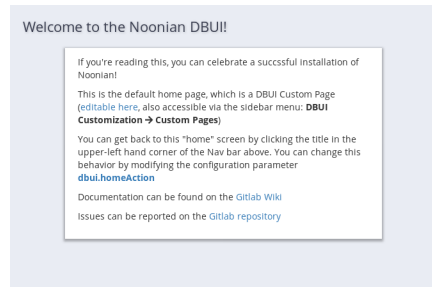 Welcome to the Noonian DBUI!
If you're reading this, you can celebrate a succssful installation of
Noonian!
This is the default home page, which is a DBUI Custom Page
(editable here, also accessible via the sidebar menu: DBUI
Customization → Custom Pages)
You can get back to this "home" screen by clicking the title in the
upper-left hand corner of the Nav bar above. You can change this
behavior by modifying the configuration parameter
dbui.homeAction
Documentation can be found on the Gitlab Wiki
Issues can be reported on the Gitlab repository